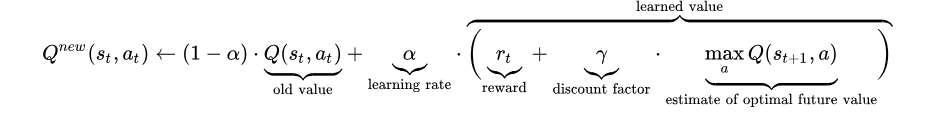 learned value
Q^{new}(s_t, a_t) ← (1 − α) · Q(s_t, a_t) + α · ( r_t + γ · max_a Q(s_{t+1}, a) )
old value learning rate reward discount factor estimate of optimal future value